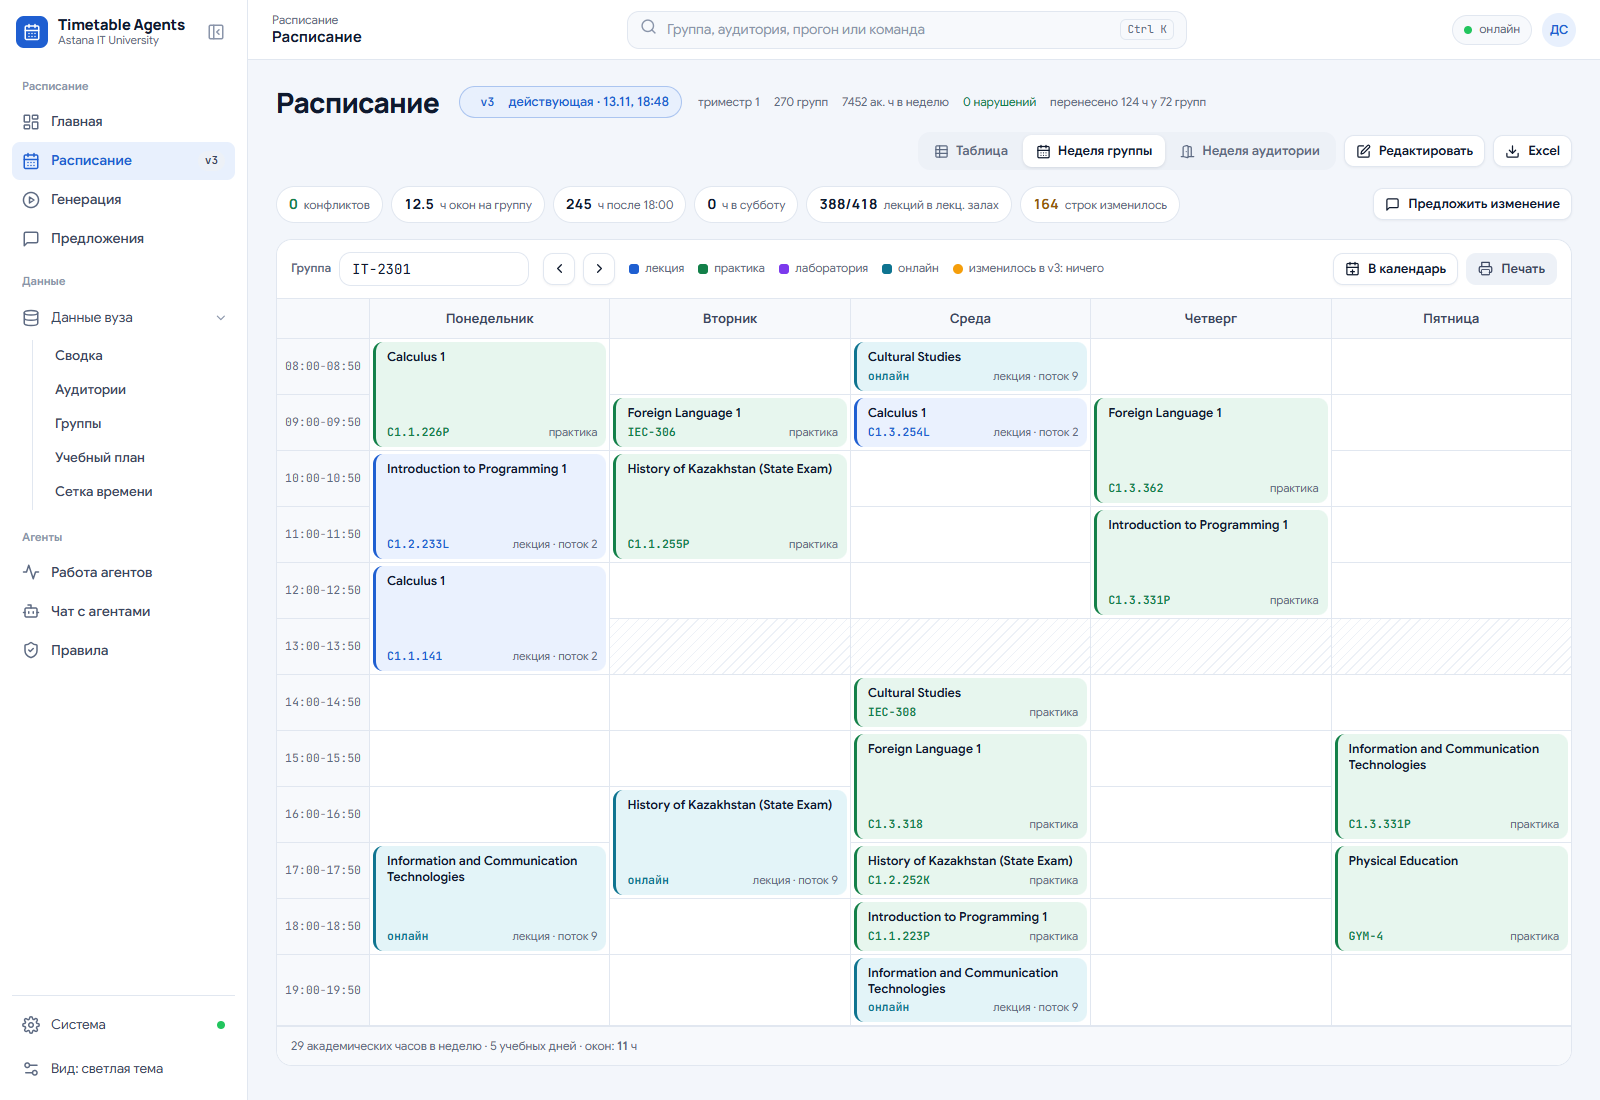 Timetable Agents
Astana IT University
Расписание
Главная
Расписание v3
Генерация
Предложения
Данные
Данные вуза
Сводка
Аудитории
Группы
Учебный план
Сетка времени
Агенты
Работа агентов
Чат с агентами
Правила
Система
Вид: светлая тема
Расписание
Расписание
Группа, аудитория, прогон или команда Ctrl K
онлайн ДС
Расписание v3 действующая · 13.11, 18:48 триместр 1 270 групп 7452 ак. ч в неделю 0 нарушений перенесено 124 ч у 72 групп
Таблица Неделя группы Неделя аудитории Редактировать Excel
0 конфликтов 12.5 ч окон на группу 245 ч после 18:00 0 ч в субботу 388/418 лекций в лекц. залах 164 строк изменилось Предложить изменение
Группа IT-2301 лекция практика лаборатория онлайн изменилось в v3: ничего В календарь Печать
Понедельник Вторник Среда Четверг Пятница
08:00-08:50
09:00-09:50
10:00-10:50
11:00-11:50
12:00-12:50
13:00-13:50
14:00-14:50
15:00-15:50
16:00-16:50
17:00-17:50
18:00-18:50
19:00-19:50
Calculus 1
C1.1.226P практика
Introduction to Programming 1
C1.2.233L лекция · поток 2
Calculus 1
C1.1.141 лекция · поток 2
Information and Communication
Technologies
онлайн лекция · поток 9
Foreign Language 1
IEC-306 практика
History of Kazakhstan (State Exam)
C1.1.255P практика
History of Kazakhstan (State Exam)
онлайн лекция · поток 9
Cultural Studies
онлайн лекция · поток 9
Calculus 1
C1.3.254L лекция · поток 2
Cultural Studies
IEC-308 практика
Foreign Language 1
C1.3.318 практика
History of Kazakhstan (State Exam)
C1.2.252K практика
Introduction to Programming 1
C1.1.223P практика
Information and Communication
Technologies
онлайн лекция · поток 9
Foreign Language 1
C1.3.362 практика
Introduction to Programming 1
C1.3.331P практика
Information and Communication
Technologies
C1.3.331P практика
Physical Education
GYM-4 практика
29 академических часов в неделю · 5 учебных дней · окон: 11 ч